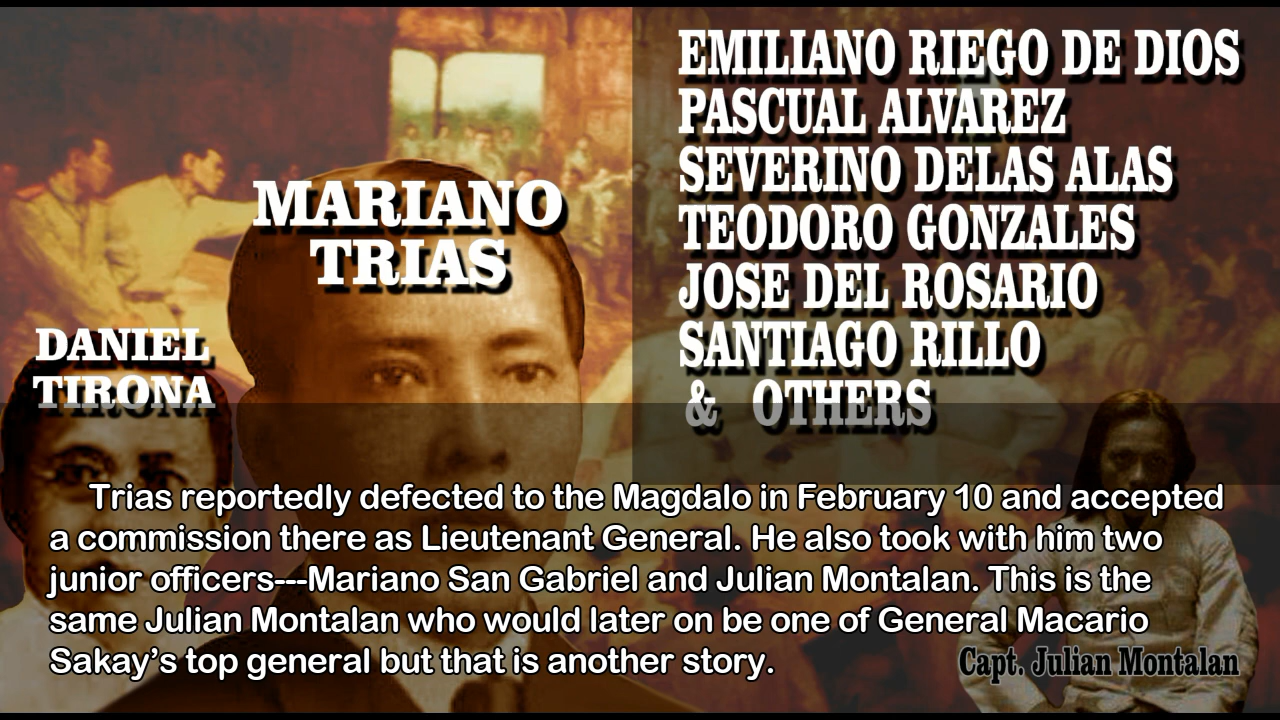 MARIANO
TRIAS
DANIEL
TIRONA
EMILIANO RIEGO DE DIOS
PASCUAL ALVAREZ
SEVERINO DELAS ALAS
TEODORO GONZALES
JOSE DEL ROSARIO
SANTIAGO RILLO
& OTHERS
Trias reportedly defected to the Magdalo in February 10 and accepted
a commission there as Lieutenant General. He also took with him two
junior officers---Mariano San Gabriel and Julian Montalan. This is the
same Julian Montalan who would later on be one of General Macario
Sakay’s top general but that is another story.
Capt. Julian Montalan